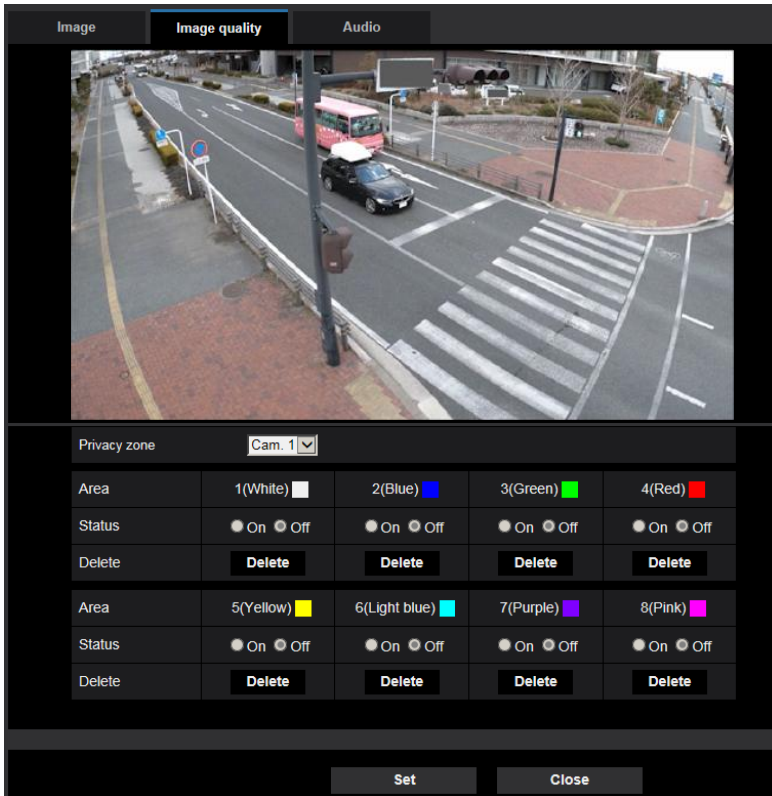 Image Image quality Audio
Privacy zone Cam. 1
Area 1(White) 2(Blue) 3(Green) 4(Red)
Status On Off On Off On Off On Off
Delete Delete Delete Delete Delete
Area 5(Yellow) 6(Light blue) 7(Purple) 8(Pink)
Status On Off On Off On Off On Off
Delete Delete Delete Delete Delete
Set Close